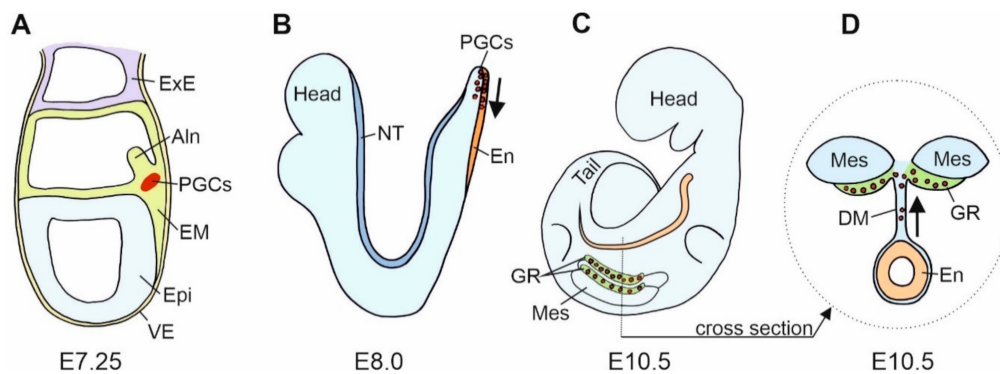 A
ExE
Aln
PGCs
EM
Epi
VE
E7.25
B
PGCs
Head
NT
En
E8.0
C
Head
Tail
GR
Mes
cross section
E10.5
D
Mes
Mes
DM
GR
En
E10.5